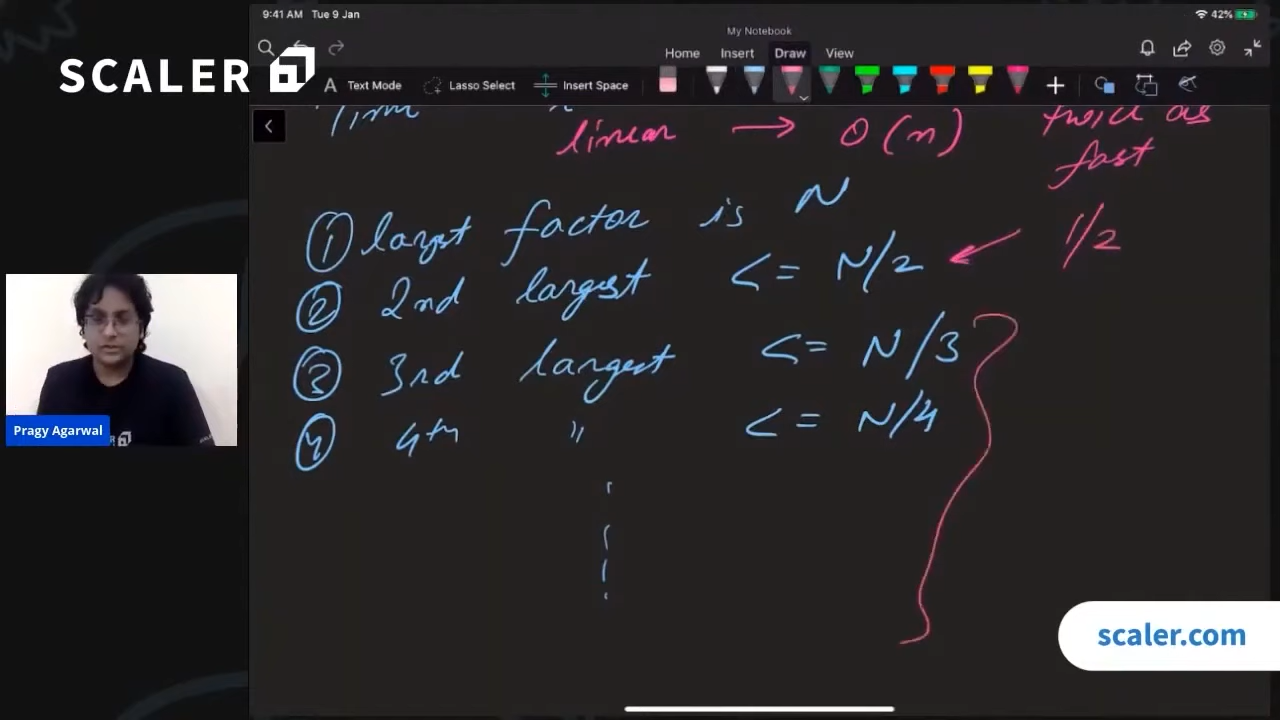 9:41 AM Tue 9 Jan
42%
My Notebook
SCALER
Home Insert Draw View
Text Mode Lasso Select Insert Space
Time
linear → O(n)
twice as
fast
① largest factor is N
② 2nd largest <= N/2 ← 1/2
③ 3rd largest <= N/3
④ 4th " <= N/4
Pragy Agarwal
scaler.com